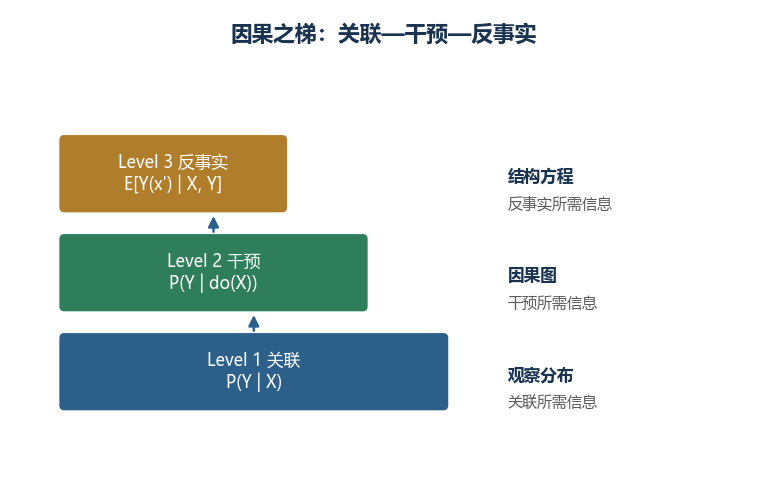 因果之梯：关联—干预—反事实
Level 3 反事实
E[Y(x') | X, Y]
结构方程
反事实所需信息
Level 2 干预
P(Y | do(X))
因果图
干预所需信息
Level 1 关联
P(Y | X)
观察分布
关联所需信息